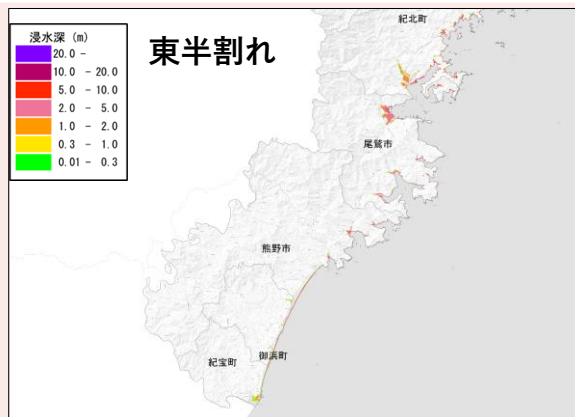 東半割れ
浸水深 (m)
20.0 -
10.0 - 20.0
5.0 - 10.0
2.0 - 5.0
1.0 - 2.0
0.3 - 1.0
0.01 - 0.3
紀北町
尾鷲市
熊野市
御浜町
紀宝町